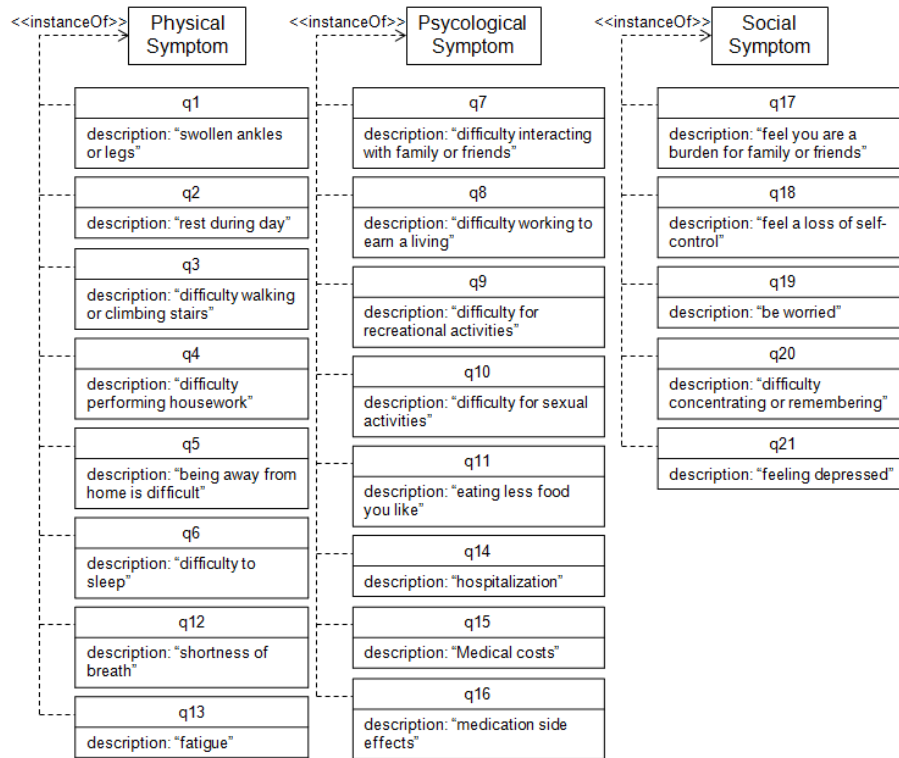 <<instanceOf>>
Physical
Symptom
q1
description: “swollen ankles
or legs”
q2
description: “rest during day”
q3
description: “difficulty walking
or climbing stairs”
q4
description: “difficulty
performing housework”
q5
description: “being away from
home is difficult”
q6
description: “difficulty to
sleep”
q12
description: “shortness of
breath”
q13
description: “fatigue”
<<instanceOf>>
Psycological
Symptom
q7
description: “difficulty interacting
with family or friends”
q8
description: “difficulty working to
earn a living”
q9
description: “difficulty for
recreational activities”
q10
description: “difficulty for sexual
activities”
q11
description: “eating less food
you like”
q14
description: “hospitalization”
q15
description: “Medical costs”
q16
description: “medication side
effects”
<<instanceOf>>
Social
Symptom
q17
description: “feel you are a
burden for family or friends”
q18
description: “feel a loss of self-
control”
q19
description: “be worried”
q20
description: “difficulty
concentrating or remembering”
q21
description: “feeling depressed”